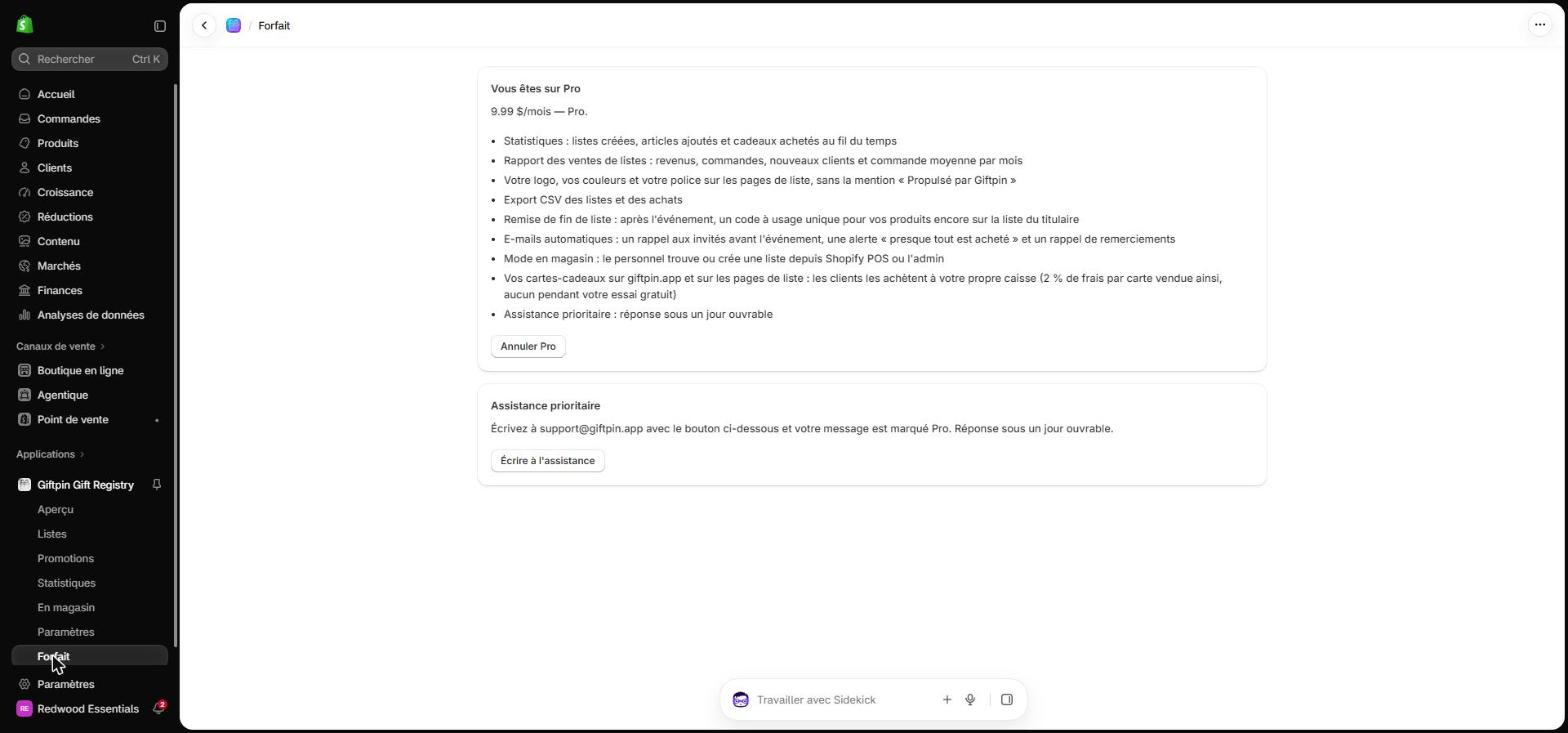 Forfait
Rechercher Ctrl K
Accueil
Commandes
Produits
Clients
Croissance
Réductions
Contenu
Marchés
Finances
Analyses de données
Canaux de vente
Boutique en ligne
Agentique
Point de vente
Applications
Giftpin Gift Registry
Aperçu
Listes
Promotions
Statistiques
En magasin
Paramètres
Forfait
Paramètres
RE Redwood Essentials 2
Vous êtes sur Pro
9.99 $/mois — Pro.
• Statistiques : listes créées, articles ajoutés et cadeaux achetés au fil du temps
• Rapport des ventes de listes : revenus, commandes, nouveaux clients et commande moyenne par mois
• Votre logo, vos couleurs et votre police sur les pages de liste, sans la mention « Propulsé par Giftpin »
• Export CSV des listes et des achats
• Remise de fin de liste : après l'événement, un code à usage unique pour vos produits encore sur la liste du titulaire
• E-mails automatiques : un rappel aux invités avant l'événement, une alerte « presque tout est acheté » et un rappel de remerciements
• Mode en magasin : le personnel trouve ou crée une liste depuis Shopify POS ou l'admin
• Vos cartes-cadeaux sur giftpin.app et sur les pages de liste : les clients les achètent à votre propre caisse (2 % de frais par carte vendue ainsi,
aucun pendant votre essai gratuit)
• Assistance prioritaire : réponse sous un jour ouvrable
Annuler Pro
Assistance prioritaire
Écrivez à support@giftpin.app avec le bouton ci-dessous et votre message est marqué Pro. Réponse sous un jour ouvrable.
Écrire à l'assistance
Travailler avec Sidekick